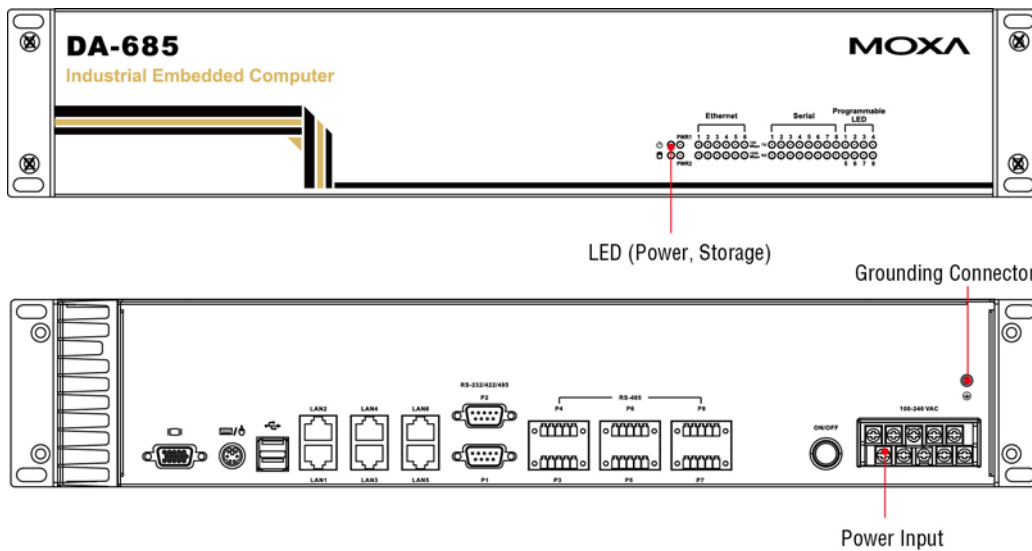 DA-685
MOXA
Industrial Embedded Computer
Ethernet
Serial
Programmable
LED
PWR1
1 2 3 4 5 6
1 2 3 4 5 6 7 8
1 2 3 4
PWR2
5 6 7 8
LED (Power, Storage)
Grounding Connector
RS-232/422/485
P2
RS-485
P4
P6
P8
LAN2
LAN4
LAN6
ON/OFF
100-240 VAC
LAN1
LAN3
LAN5
P1
P3
P5
P7
Power Input